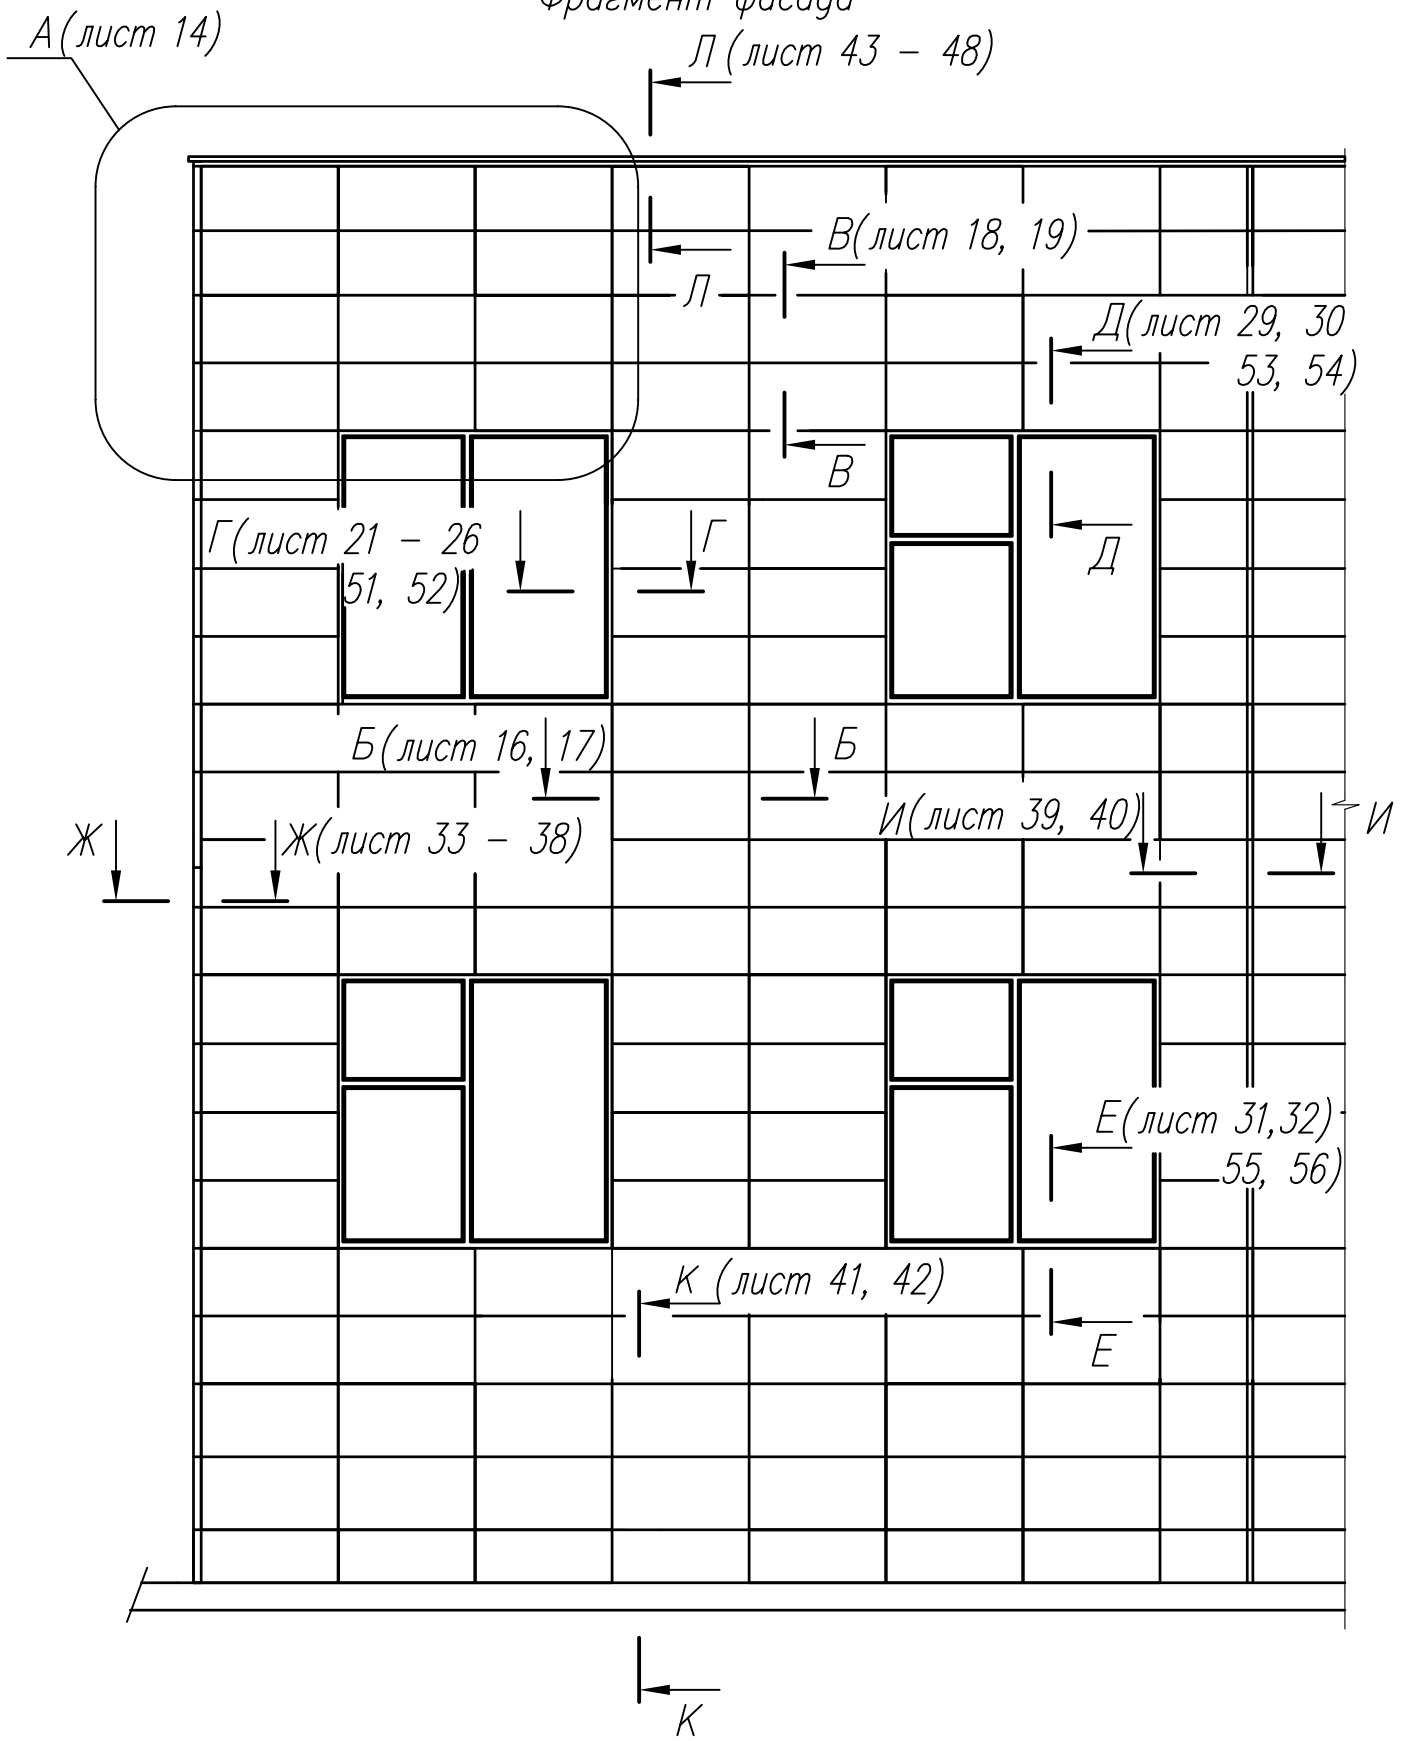 Фрагмент фасада
А(лист 14)
Л (лист 43 – 48)
В(лист 18, 19)
Л
Д(лист 29, 30
53, 54)
В
Г(лист 21 – 26
51, 52)
Г
Д
Б(лист 16, 17)
Б
И(лист 39, 40)
И
Ж
Ж(лист 33 – 38)
Е(лист 31,32)
55, 56)
К (лист 41, 42)
Е
К